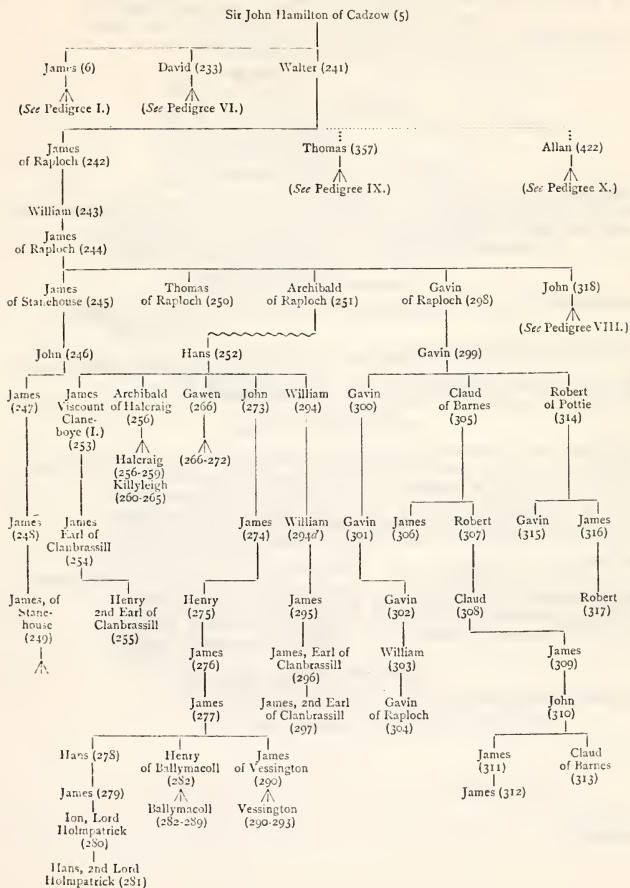 Sir John Hamilton of Cadzow (5)
James (6) David (233) Walter (241)
(See Pedigree I.) (See Pedigree VI.)
James
of Raploch (242)
Thomas (357) Allan (422)
(See Pedigree IX.) (See Pedigree X.)
William (243)
James
of Raploch (244)
James
of Stanehouse (245)
Thomas
of Raploch (250)
Archibald
of Raploch (251)
Gavin
of Raploch (298)
John (318)
(See Pedigree VIII.)
John (246) Hans (252) Gavin (299)
James
(247)
James
Viscount
Clane-
boye (I.)
(253)
Archibald
of Halcraig
(256)
Halcraig
(256-259)
Killyleigh
(260-265)
Gawen
(266)
(266-272)
John
(273)
William
(294)
Gavin
(300)
Claud
of Barnes
(305)
Robert
of Pottie
(314)
James
(248)
James
Earl of
Clanbrassill
(254)
James
(274)
William
(294a)
Gavin
(301)
James
(306)
Robert
(307)
Gavin
(315)
James
(316)
James, of
Stane-
house
(249)
Henry
2nd Earl of
Clanbrassill
(255)
Henry
(275)
James
(295)
Gavin
(302)
Claud
(308)
Robert
(317)
James
(276)
James, Earl of
Clanbrassill
(296)
William
(303)
James
(309)
James
(277)
James, 2nd Earl
of Clanbrassill
(297)
Gavin
of Raploch
(304)
John
(310)
Hans (278)
Henry
of Ballymacoll
(282)
Ballymacoll
(282-289)
James
of Vessington
(290)
Vessington
(290-293)
James
(311)
Claud
of Barnes
(313)
James (279)
James (312)
Ion, Lord
Holmpatrick
(280)
Hans, 2nd Lord
Holmpatrick (281)